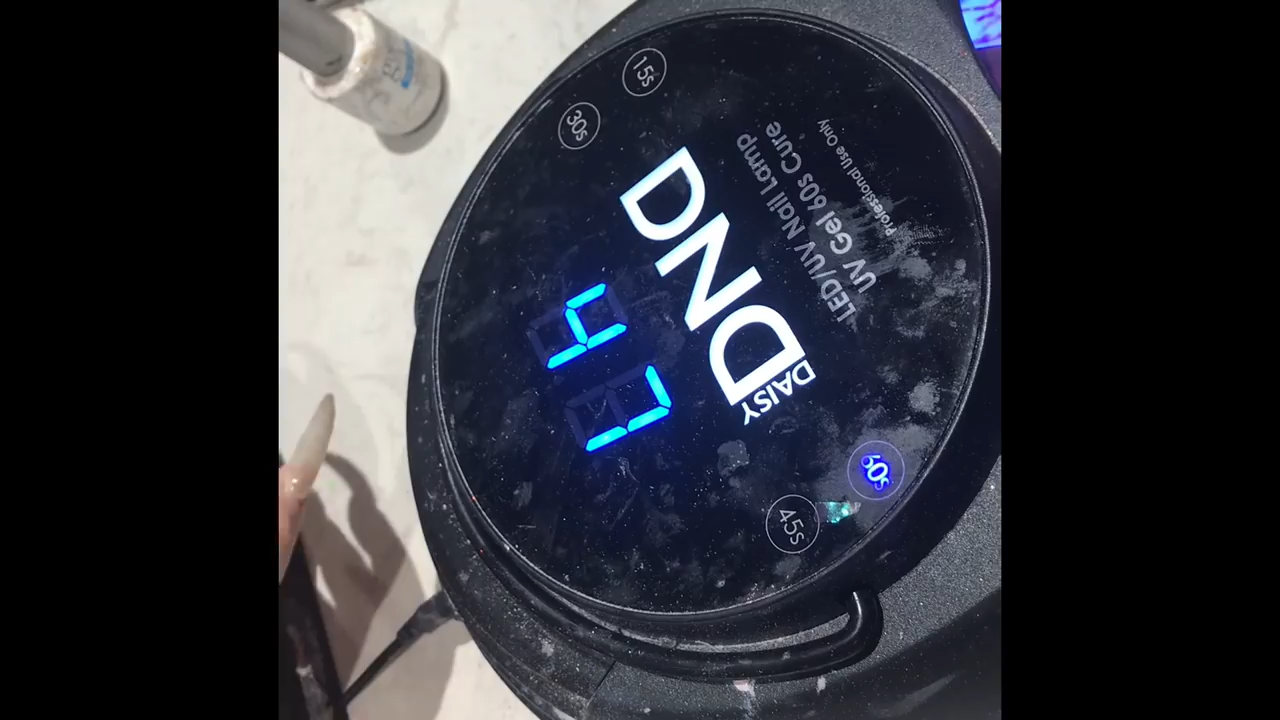 47
DND
DAISY
LED/UV Nail Lamp
UV Gel 60s Cure
Professional Use Only
15s
30s
45s
60s